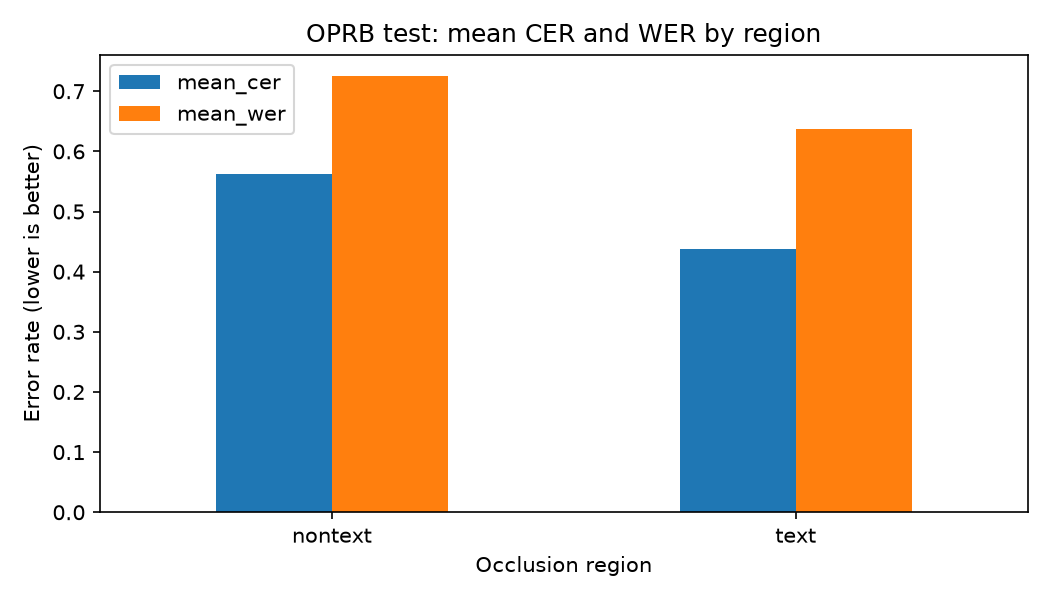 OPRB test: mean CER and WER by region
mean_cer
mean_wer
Error rate (lower is better)
0.7
0.6
0.5
0.4
0.3
0.2
0.1
0.0
nontext
text
Occlusion region